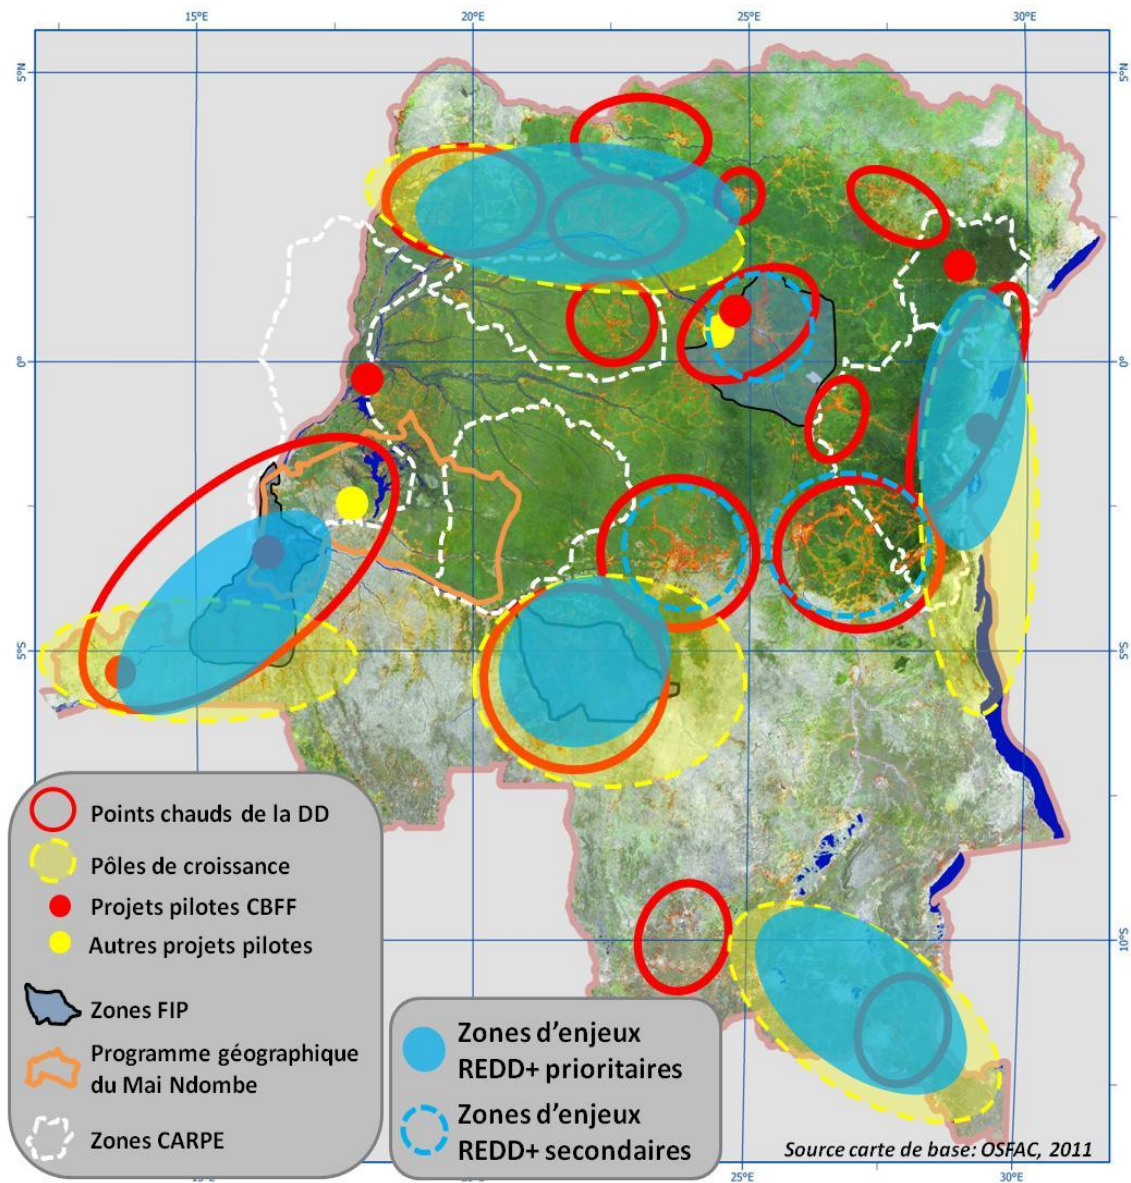 15°E 20°E 25°E 30°E
5°N 5°N
0° 0°
5°S 5°S
10°S
Points chauds de la DD
Pôles de croissance
Projets pilotes CBFF
Autres projets pilotes
Zones FIP
Programme géographique
du Mai Ndombe
Zones CARPE
Zones d'enjeux
REDD+ prioritaires
Zones d'enjeux
REDD+ secondaires
Source carte de base: OSFAC, 2011
25°E 30°E